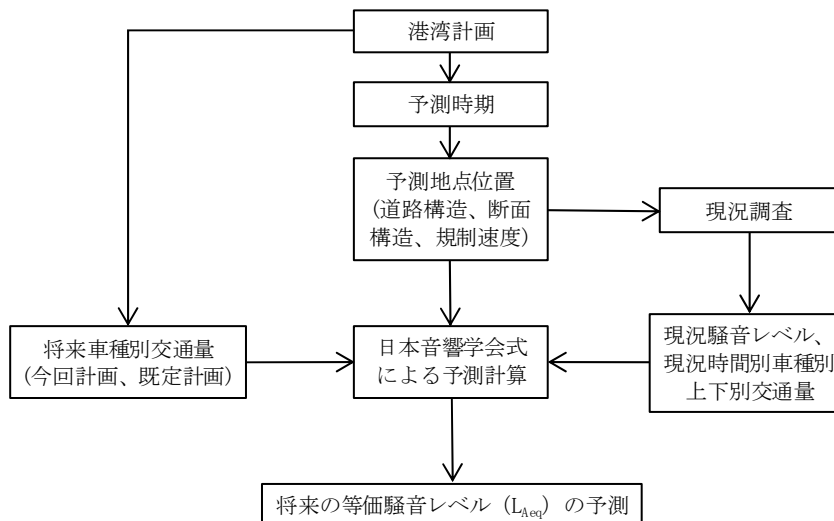 港湾計画
予測時期
予測地点位置
(道路構造、断面
構造、規制速度)
現況調査
将来車種別交通量
(今回計画、既定計画)
日本音響学会式
による予測計算
現況騒音レベル、
現況時間別車種別
上下別交通量
将来の等価騒音レベル（LAeq）の予測